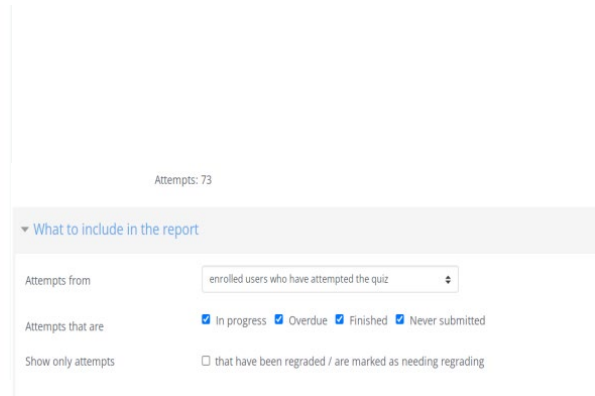 Attempts: 73
What to include in the report
Attempts from enrolled users who have attempted the quiz
Attempts that are In progress Overdue Finished Never submitted
Show only attempts that have been regraded / are marked as needing regrading